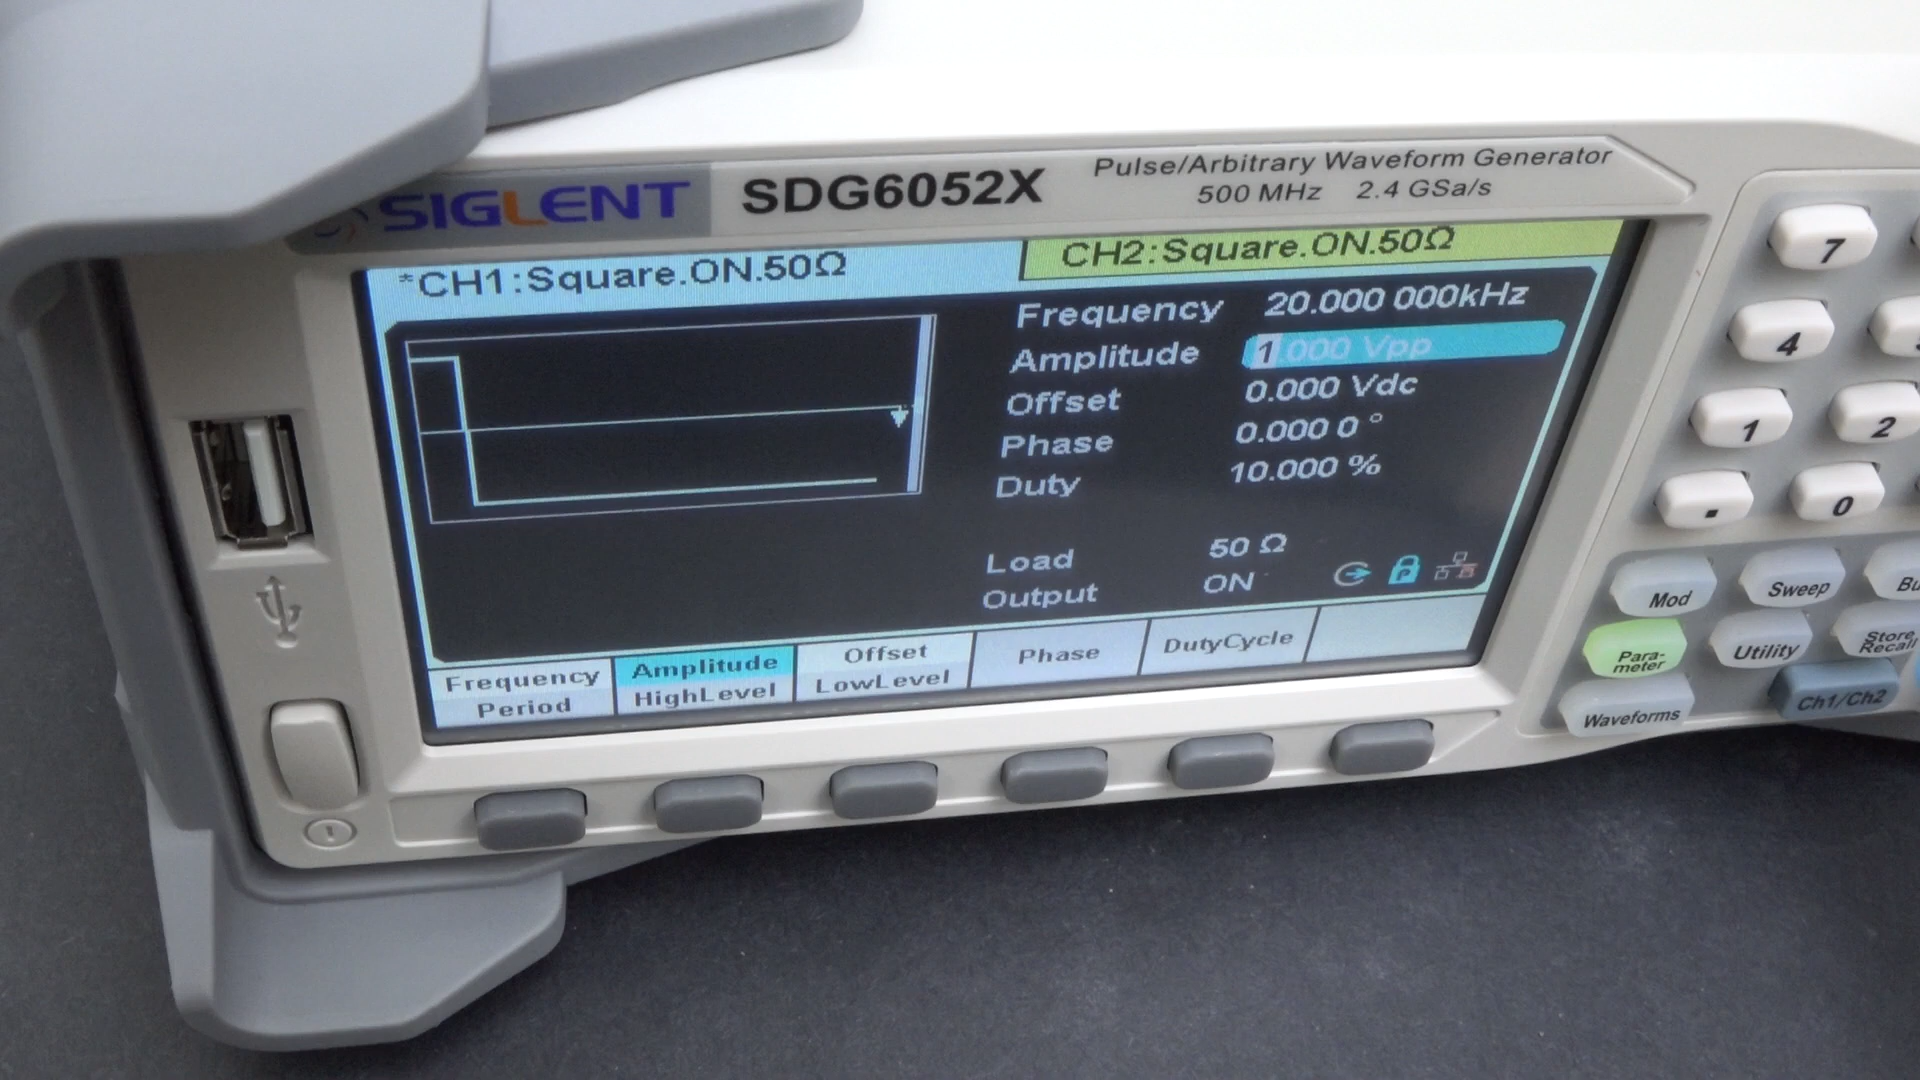 SIGLENT SDG6052X Pulse/Arbitrary Waveform Generator
500 MHz 2.4 GSa/s
*CH1:Square.ON.50Ω CH2:Square.ON.50Ω
Frequency 20.000 000kHz
Amplitude 1.000 Vpp
Offset 0.000 Vdc
Phase 0.000 0 °
Duty 10.000 %
Load 50 Ω
Output ON
P
Frequency
Period
Amplitude
HighLevel
Offset
LowLevel
Phase
DutyCycle
7
4
1 2
. 0
Mod Sweep Bu
Para-
meter
Utility
Store
Recall
Waveforms Ch1/Ch2